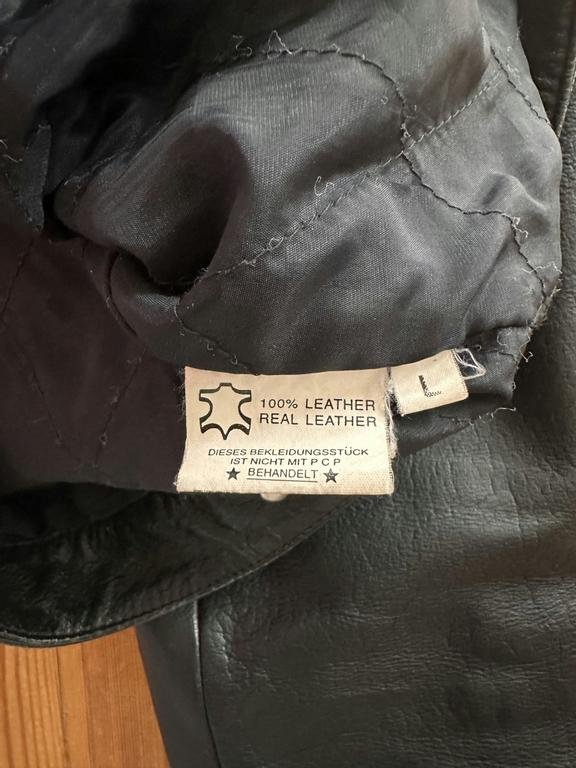 100% LEATHER
REAL LEATHER
DIESES BEKLEIDUNGSSTÜCK
IST NICHT MIT P C P
★ BEHANDELT ★
L